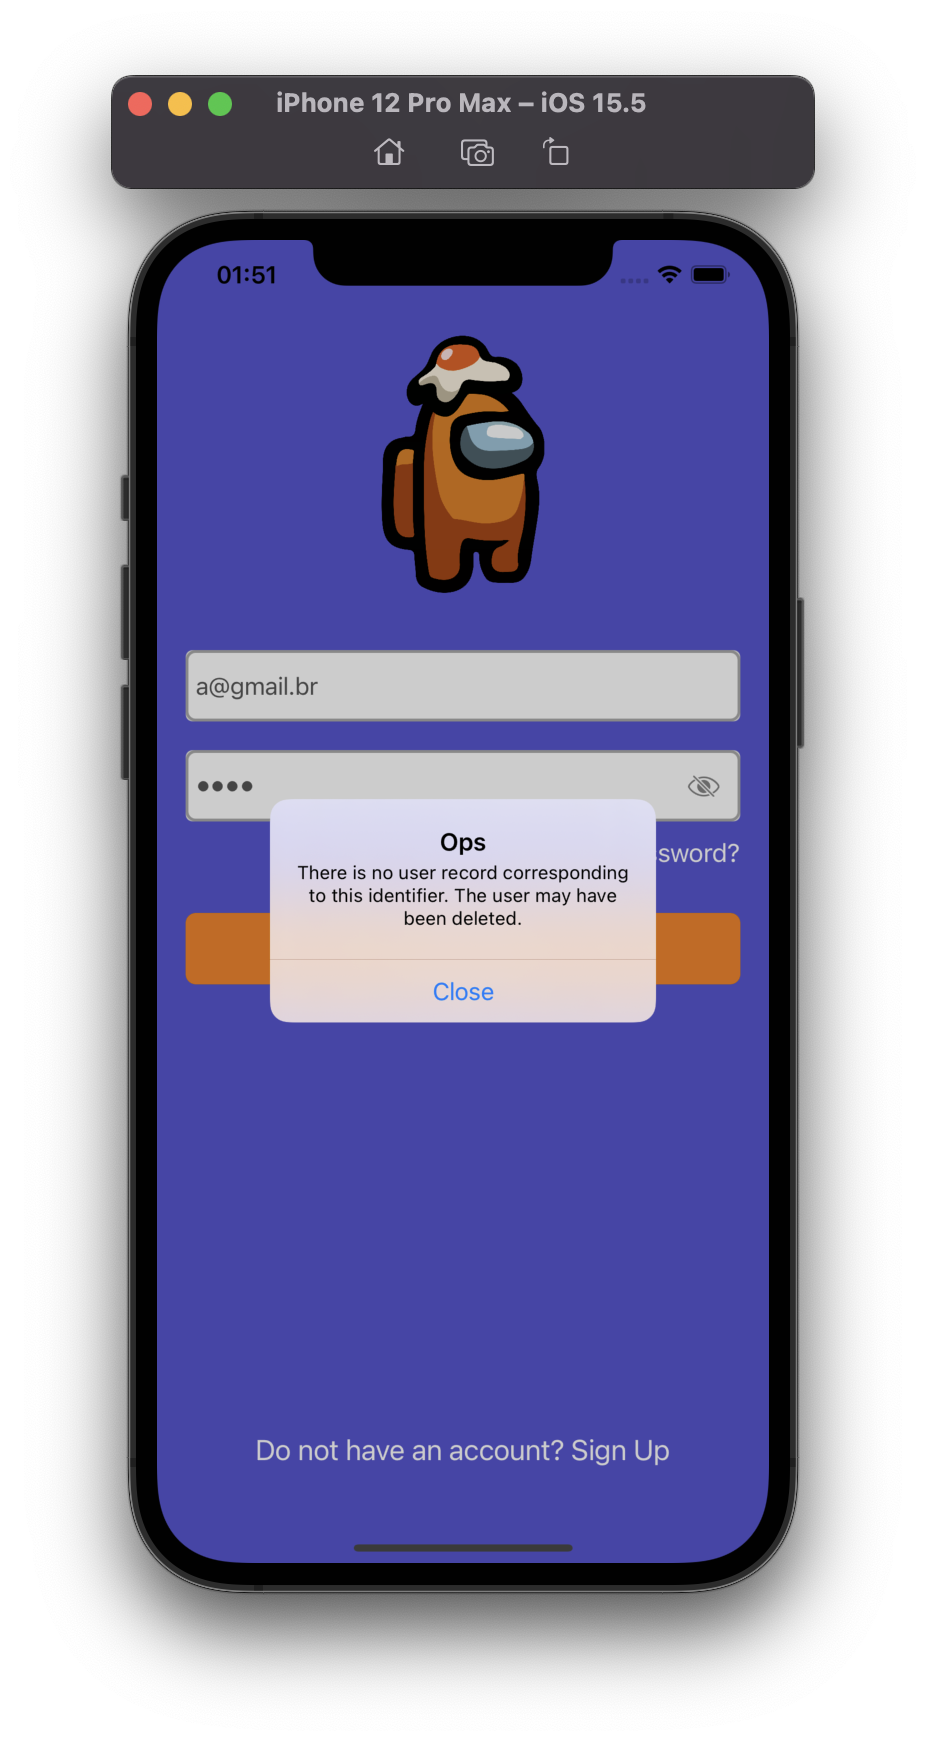 iPhone 12 Pro Max – iOS 15.5
01:51
a@gmail.br
Ops
There is no user record corresponding
to this identifier. The user may have
been deleted.
Close
Do not have an account? Sign Up